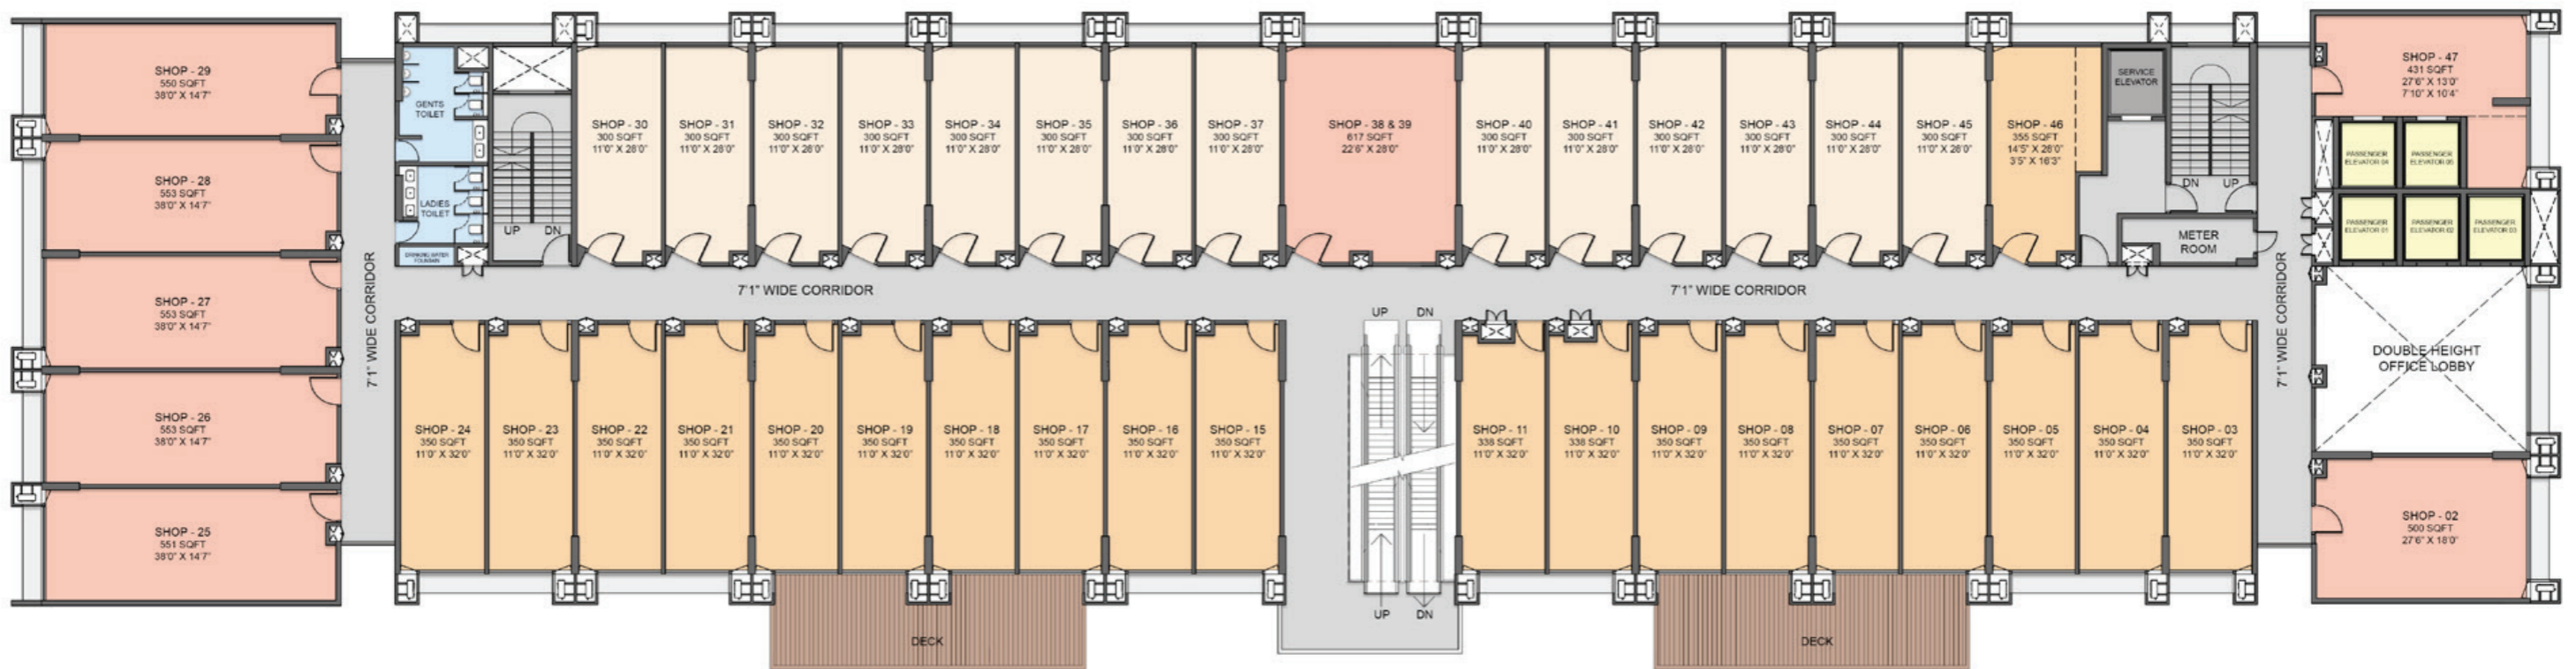 SHOP - 29
550 SQFT
38'0" X 14'7"
SHOP - 28
553 SQFT
38'0" X 14'7"
SHOP - 27
553 SQFT
38'0" X 14'7"
SHOP - 26
553 SQFT
38'0" X 14'7"
SHOP - 25
551 SQFT
38'0" X 14'7"
7'1" WIDE CORRIDOR
GENTS
TOILET
LADIES
TOILET
DRINKING WATER
FOUNTAIN
UP DN
SHOP - 30
300 SQFT
11'0" X 28'0"
SHOP - 31
300 SQFT
11'0" X 28'0"
SHOP - 32
300 SQFT
11'0" X 28'0"
SHOP - 33
300 SQFT
11'0" X 28'0"
SHOP - 34
300 SQFT
11'0" X 28'0"
SHOP - 35
300 SQFT
11'0" X 28'0"
SHOP - 36
300 SQFT
11'0" X 28'0"
SHOP - 37
300 SQFT
11'0" X 28'0"
SHOP - 38 & 39
617 SQFT
22'6" X 28'0"
SHOP - 40
300 SQFT
11'0" X 28'0"
SHOP - 41
300 SQFT
11'0" X 28'0"
SHOP - 42
300 SQFT
11'0" X 28'0"
SHOP - 43
300 SQFT
11'0" X 28'0"
SHOP - 44
300 SQFT
11'0" X 28'0"
SHOP - 45
300 SQFT
11'0" X 28'0"
SHOP - 46
355 SQFT
14'5" X 28'0"
3'5" X 16'3"
SERVICE
ELEVATOR
DN UP
METER
ROOM
7'1" WIDE CORRIDOR
7'1" WIDE CORRIDOR
7'1" WIDE CORRIDOR
SHOP - 47
431 SQFT
27'6" X 13'0"
7'10" X 10'4"
PASSENGER
ELEVATOR 04
PASSENGER
ELEVATOR 05
PASSENGER
ELEVATOR 01
PASSENGER
ELEVATOR 02
PASSENGER
ELEVATOR 03
DOUBLE HEIGHT
OFFICE LOBBY
SHOP - 02
500 SQFT
27'6" X 18'0"
SHOP - 24
350 SQFT
11'0" X 32'0"
SHOP - 23
350 SQFT
11'0" X 32'0"
SHOP - 22
350 SQFT
11'0" X 32'0"
SHOP - 21
350 SQFT
11'0" X 32'0"
SHOP - 20
350 SQFT
11'0" X 32'0"
SHOP - 19
350 SQFT
11'0" X 32'0"
SHOP - 18
350 SQFT
11'0" X 32'0"
SHOP - 17
350 SQFT
11'0" X 32'0"
SHOP - 16
350 SQFT
11'0" X 32'0"
SHOP - 15
350 SQFT
11'0" X 32'0"
UP DN
UP DN
SHOP - 11
338 SQFT
11'0" X 32'0"
SHOP - 10
338 SQFT
11'0" X 32'0"
SHOP - 09
350 SQFT
11'0" X 32'0"
SHOP - 08
350 SQFT
11'0" X 32'0"
SHOP - 07
350 SQFT
11'0" X 32'0"
SHOP - 06
350 SQFT
11'0" X 32'0"
SHOP - 05
350 SQFT
11'0" X 32'0"
SHOP - 04
350 SQFT
11'0" X 32'0"
SHOP - 03
350 SQFT
11'0" X 32'0"
DECK
DECK